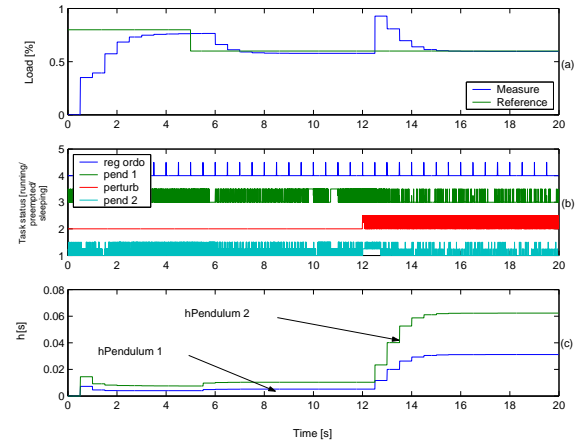 1
0.5
0
Load [%]
(a)
Measure
Reference
0 2 4 6 8 10 12 14 16 18 20
5
4
3
2
1
Task status [running/
preempted/
sleeping]
reg ordo
pend 1
perturb
pend 2
(b)
0 2 4 6 8 10 12 14 16 18 20
0.08
0.06
0.04
0.02
0
h[s]
hPendulum 2
hPendulum 1
(c)
0 2 4 6 8 10 12 14 16 18 20
Time [s]